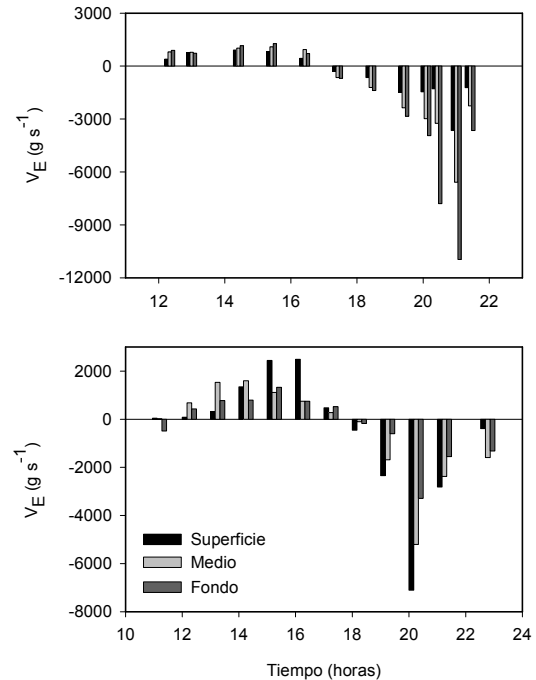 3000
0
-3000
-6000
-9000
-12000
V_E (g s⁻¹)
12 14 16 18 20 22
2000
0
-2000
-4000
-6000
-8000
V_E (g s⁻¹)
Superficie
Medio
Fondo
10 12 14 16 18 20 22 24
Tiempo (horas)